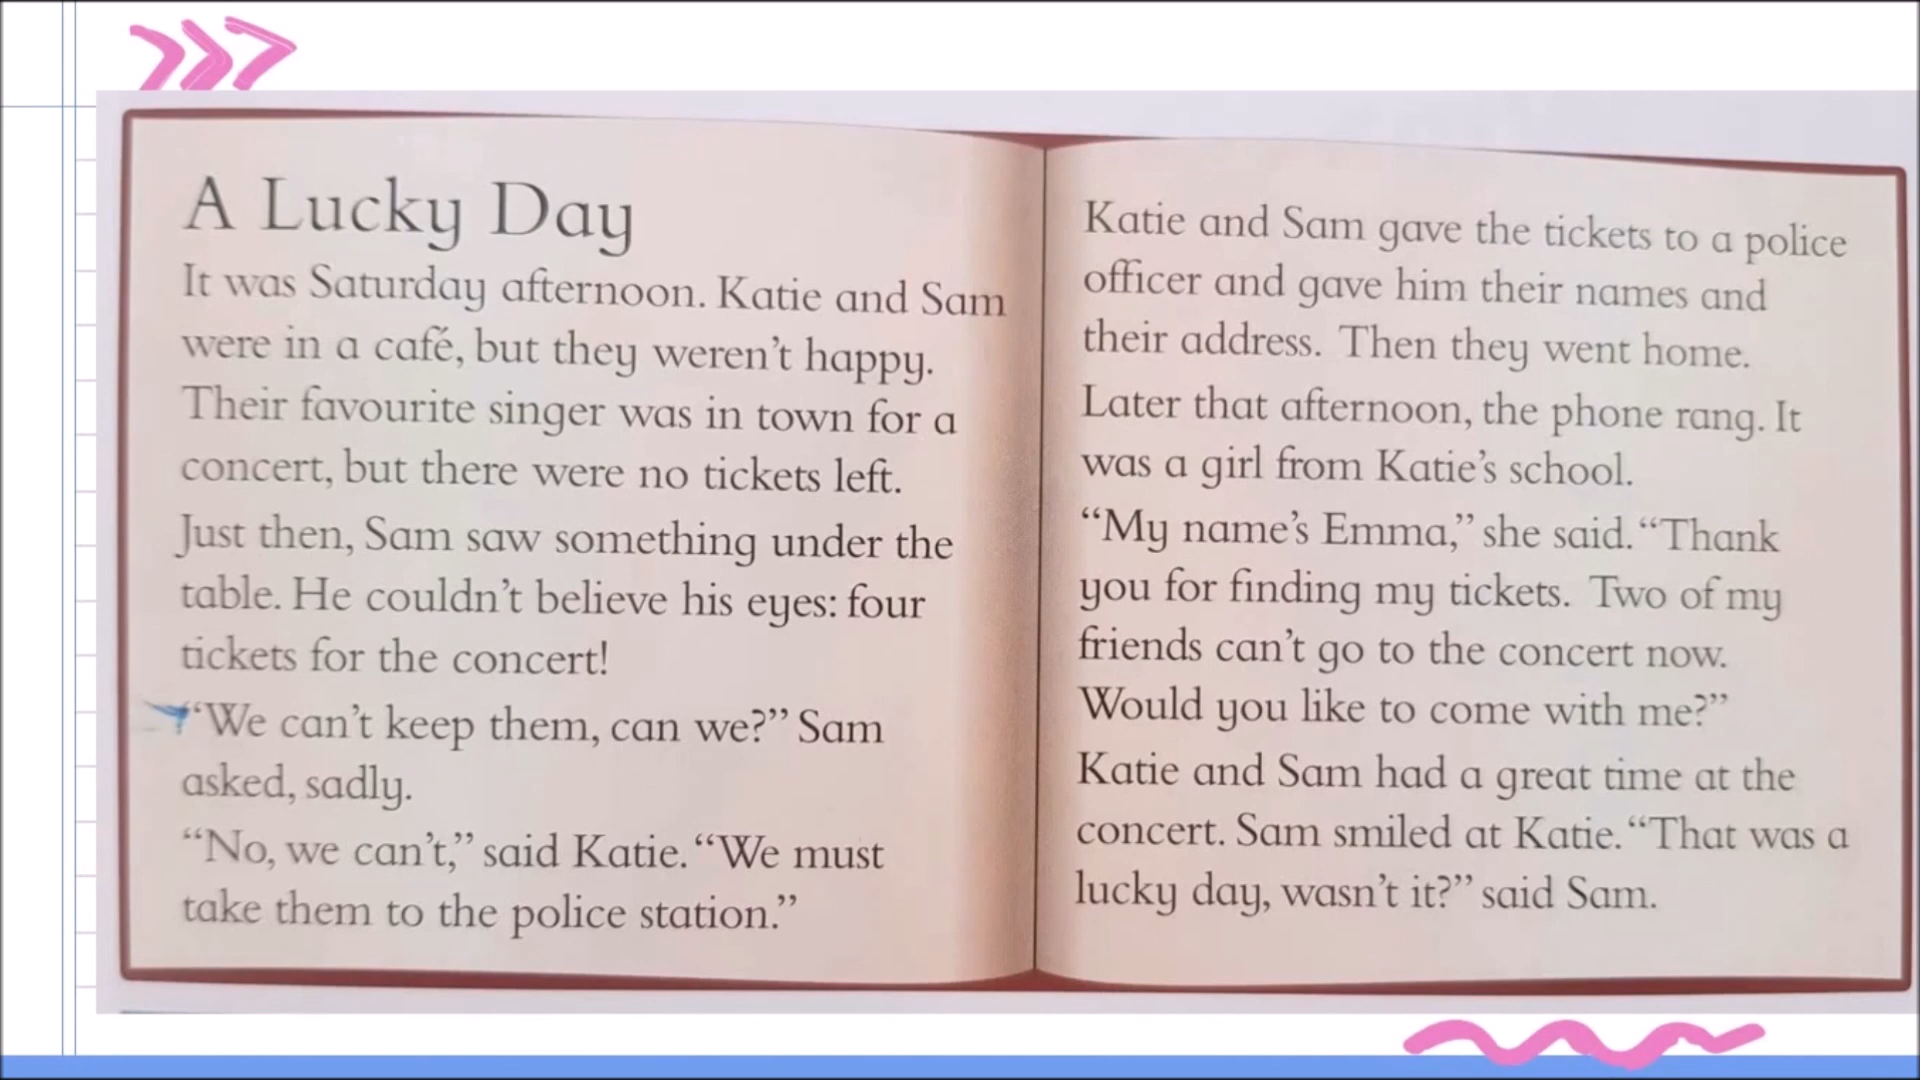 A Lucky Day
It was Saturday afternoon. Katie and Sam
were in a café, but they weren't happy.
Their favourite singer was in town for a
concert, but there were no tickets left.
Just then, Sam saw something under the
table. He couldn't believe his eyes: four
tickets for the concert!
“We can't keep them, can we?” Sam
asked, sadly.
“No, we can't,” said Katie. “We must
take them to the police station.”
Katie and Sam gave the tickets to a police
officer and gave him their names and
their address. Then they went home.
Later that afternoon, the phone rang. It
was a girl from Katie's school.
“My name's Emma,” she said. “Thank
you for finding my tickets. Two of my
friends can't go to the concert now.
Would you like to come with me?”
Katie and Sam had a great time at the
concert. Sam smiled at Katie. “That was a
lucky day, wasn't it?” said Sam.